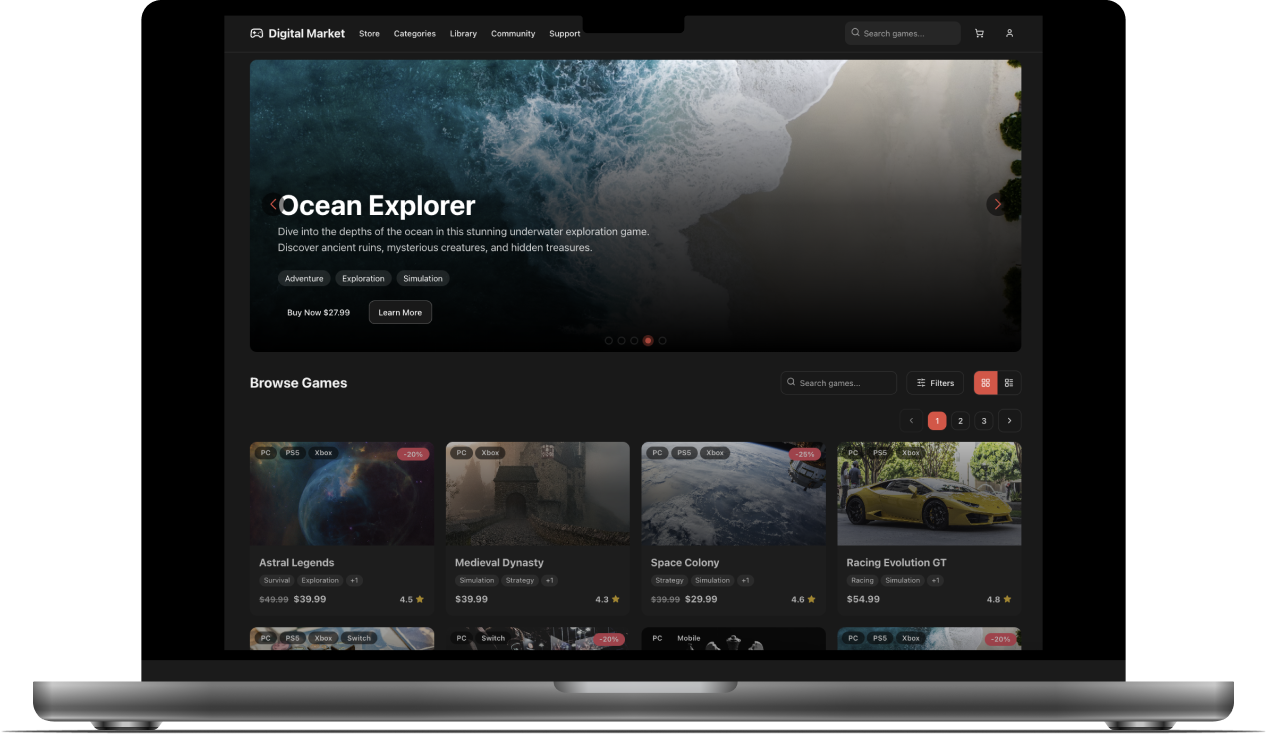 Digital Market Store Categories Library Community Support Search games...
Ocean Explorer
Dive into the depths of the ocean in this stunning underwater exploration game.
Discover ancient ruins, mysterious creatures, and hidden treasures.
Adventure Exploration Simulation
Buy Now $27.99 Learn More
Browse Games Search games... Filters
1 2 3
PC PS5 Xbox -20% PC Xbox PC PS5 Xbox -25% PC PS5 Xbox
Astral Legends Medieval Dynasty Space Colony Racing Evolution GT
Survival Exploration +1 Simulation Strategy +1 Strategy Simulation +1 Racing Simulation +1
$49.99 $39.99 4.5 $39.99 4.3 $39.99 $29.99 4.6 $54.99 4.8
PC PS5 Xbox Switch PC Switch -20% PC Mobile PC PS5 Xbox -20%